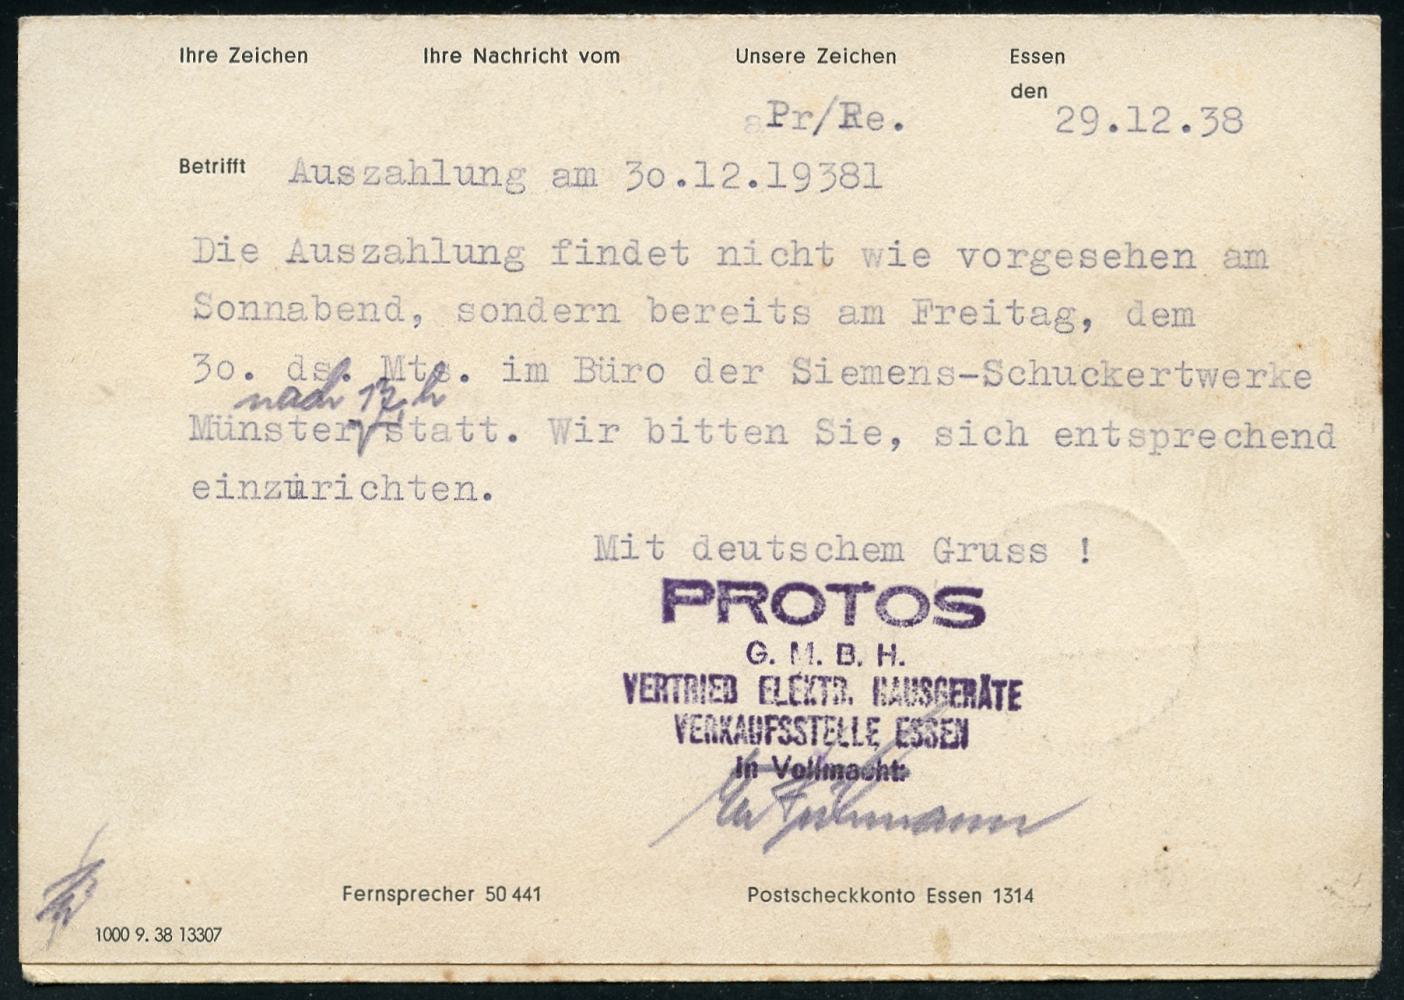 Ihre Zeichen Ihre Nachricht vom Unsere Zeichen Essen
den
Pr/Re. 29.12.38
Betrifft Auszahlung am 30.12.19381
Die Auszahlung findet nicht wie vorgesehen am
Sonnabend, sondern bereits am Freitag, dem
30. ds. Mts. im Büro der Siemens-Schuckertwerke
nach 17 h
Münster statt. Wir bitten Sie, sich entsprechend
einzurichten.
Mit deutschem Gruss !
PROTOS
G. M. B. H.
VERTRIEB ELEKTR. HAUSGERÄTE
VERKAUFSSTELLE ESSEN
In Vollmacht:
Fernsprecher 50 441 Postscheckkonto Essen 1314
1000 9. 38 13307